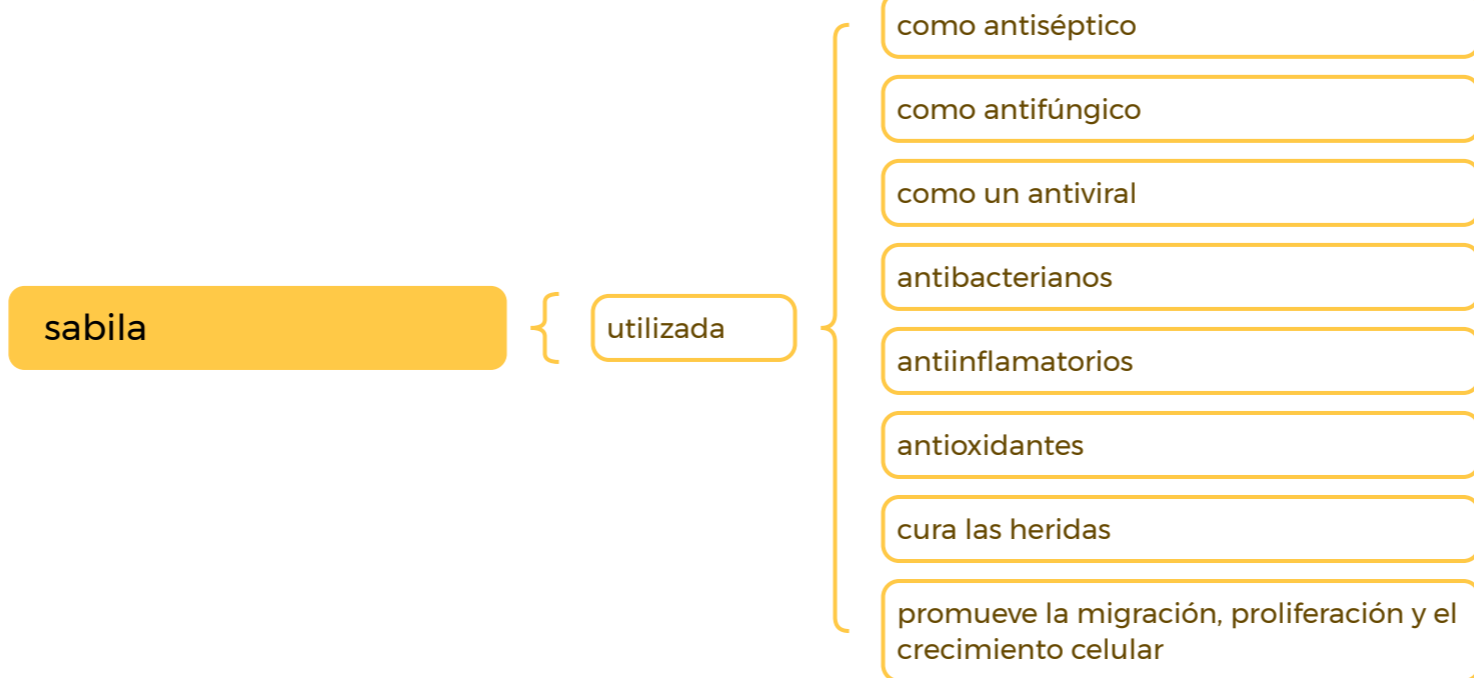 sabila
utilizada
como antiséptico
como antifúngico
como un antiviral
antibacterianos
antiinflamatorios
antioxidantes
cura las heridas
promueve la migración, proliferación y el
crecimiento celular